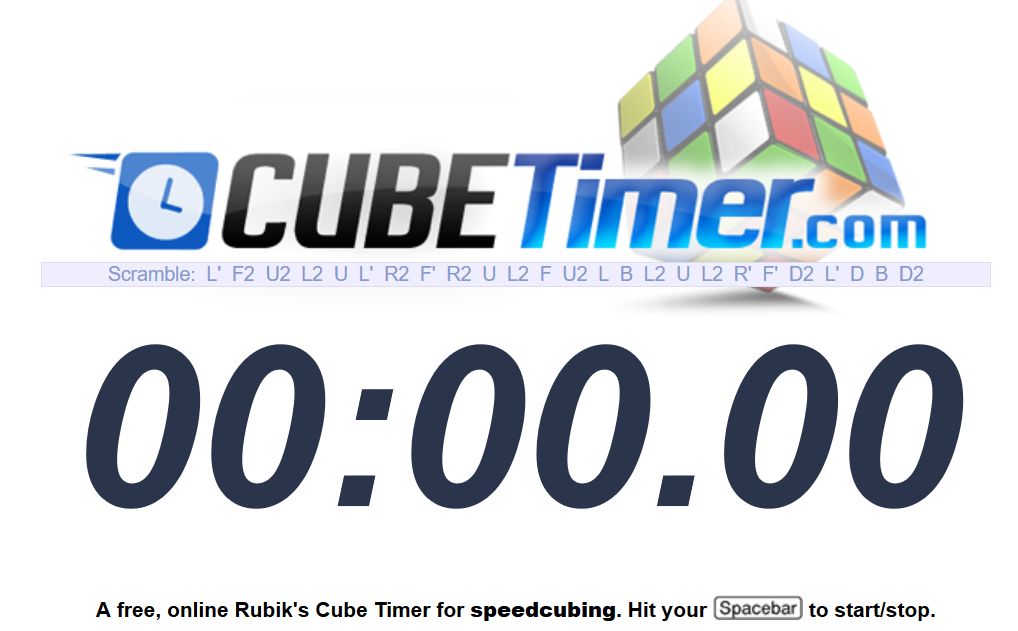 CUBETimer.com
Scramble: L' F2 U2 L2 U L' R2 F' R2 U L2 F U2 L B L2 U L2 R' F' D2 L' D B D2
00:00.00
A free, online Rubik's Cube Timer for speedcubing. Hit your Spacebar to start/stop.